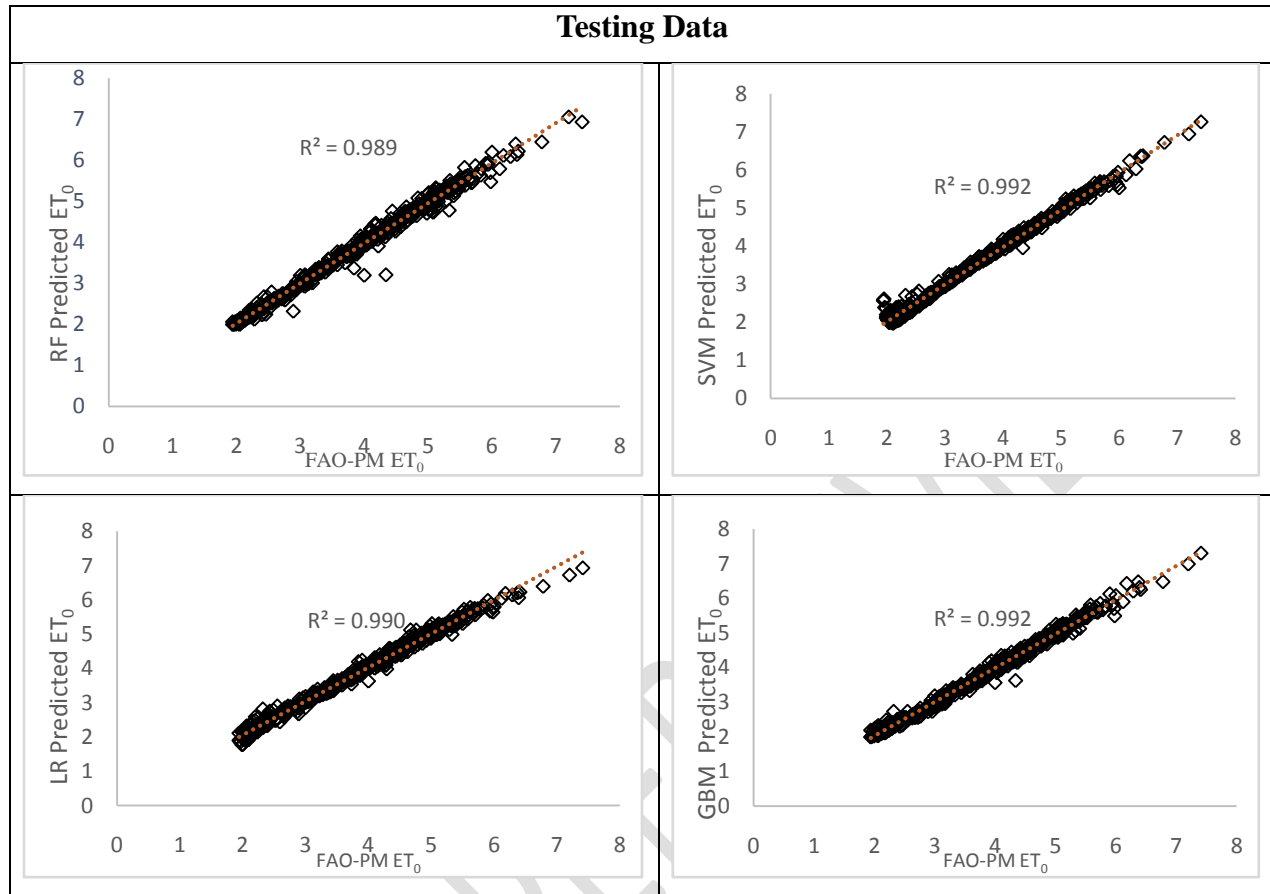 Testing Data
8
7
6
5
4
3
2
1
0
R² = 0.989
RF Predicted ET₀
0 1 2 3 4 5 6 7 8
FAO-PM ET₀
8
7
6
5
4
3
2
1
0
R² = 0.992
SVM Predicted ET₀
0 1 2 3 4 5 6 7 8
FAO-PM ET₀
8
7
6
5
4
3
2
1
0
R² = 0.990
LR Predicted ET₀
0 1 2 3 4 5 6 7 8
FAO-PM ET₀
8
7
6
5
4
3
2
1
0
R² = 0.992
GBM Predicted ET₀
0 1 2 3 4 5 6 7 8
FAO-PM ET₀